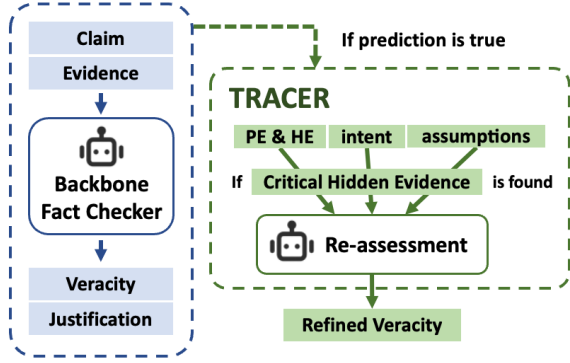 Claim
Evidence
Backbone
Fact Checker
Veracity
Justification
If prediction is true
TRACER
PE & HE
intent
assumptions
If Critical Hidden Evidence is found
Re-assessment
Refined Veracity